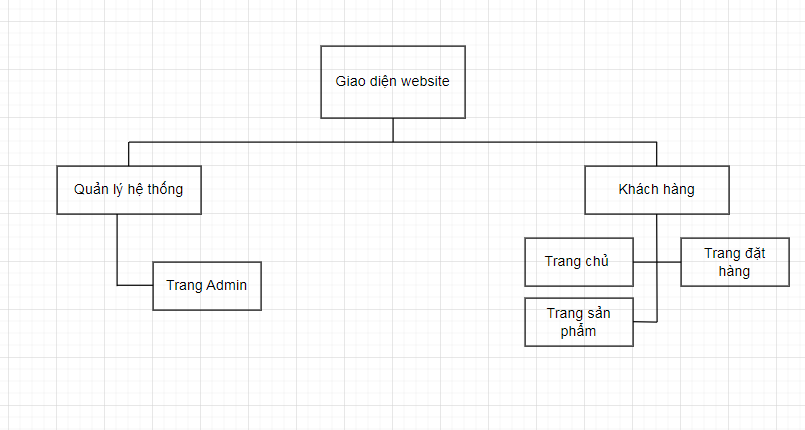 Giao diện website
Quản lý hệ thống
Khách hàng
Trang chủ
Trang đặt
hàng
Trang Admin
Trang sản
phẩm